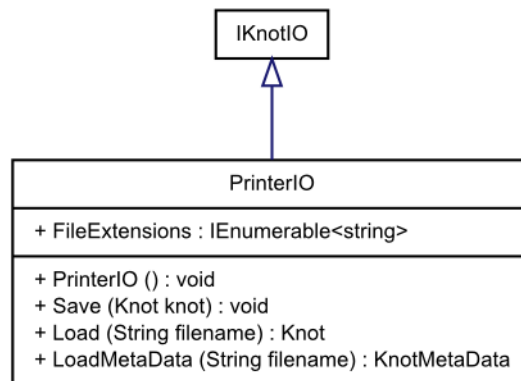 IKnotIO
PrinterIO
+ FileExtensions : IEnumerable<string>
+ PrinterIO () : void
+ Save (Knot knot) : void
+ Load (String filename) : Knot
+ LoadMetaData (String filename) : KnotMetaData